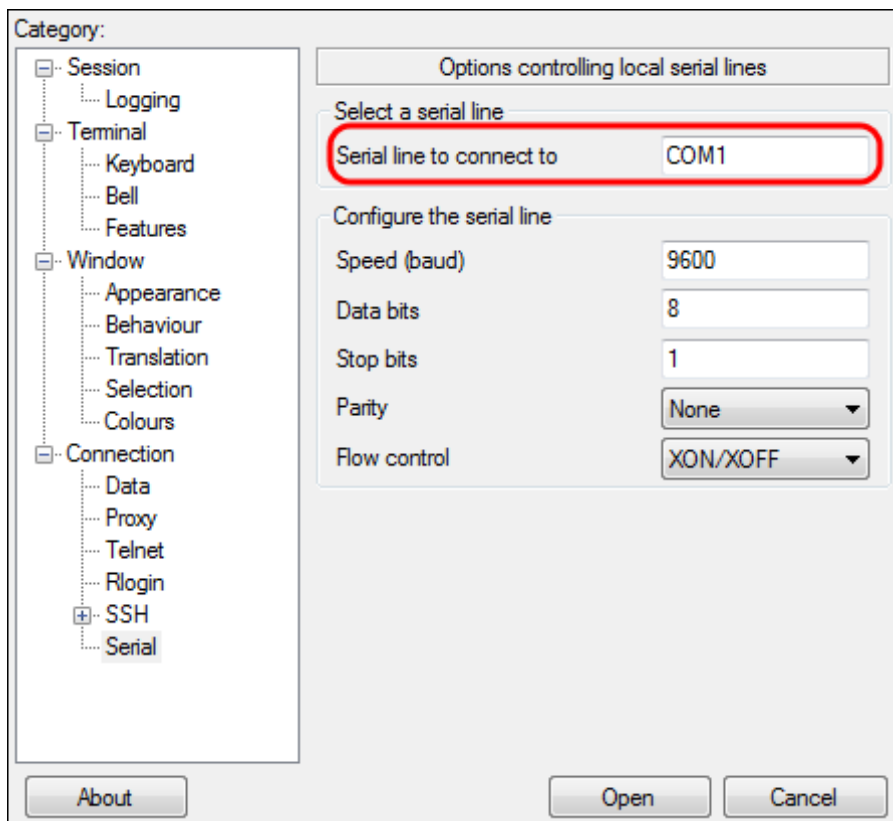 Category:
Session
Logging
Terminal
Keyboard
Bell
Features
Window
Appearance
Behaviour
Translation
Selection
Colours
Connection
Data
Proxy
Telnet
Rlogin
SSH
Serial
Options controlling local serial lines
Select a serial line
Serial line to connect to COM1
Configure the serial line
Speed (baud) 9600
Data bits 8
Stop bits 1
Parity None
Flow control XON/XOFF
About Open Cancel